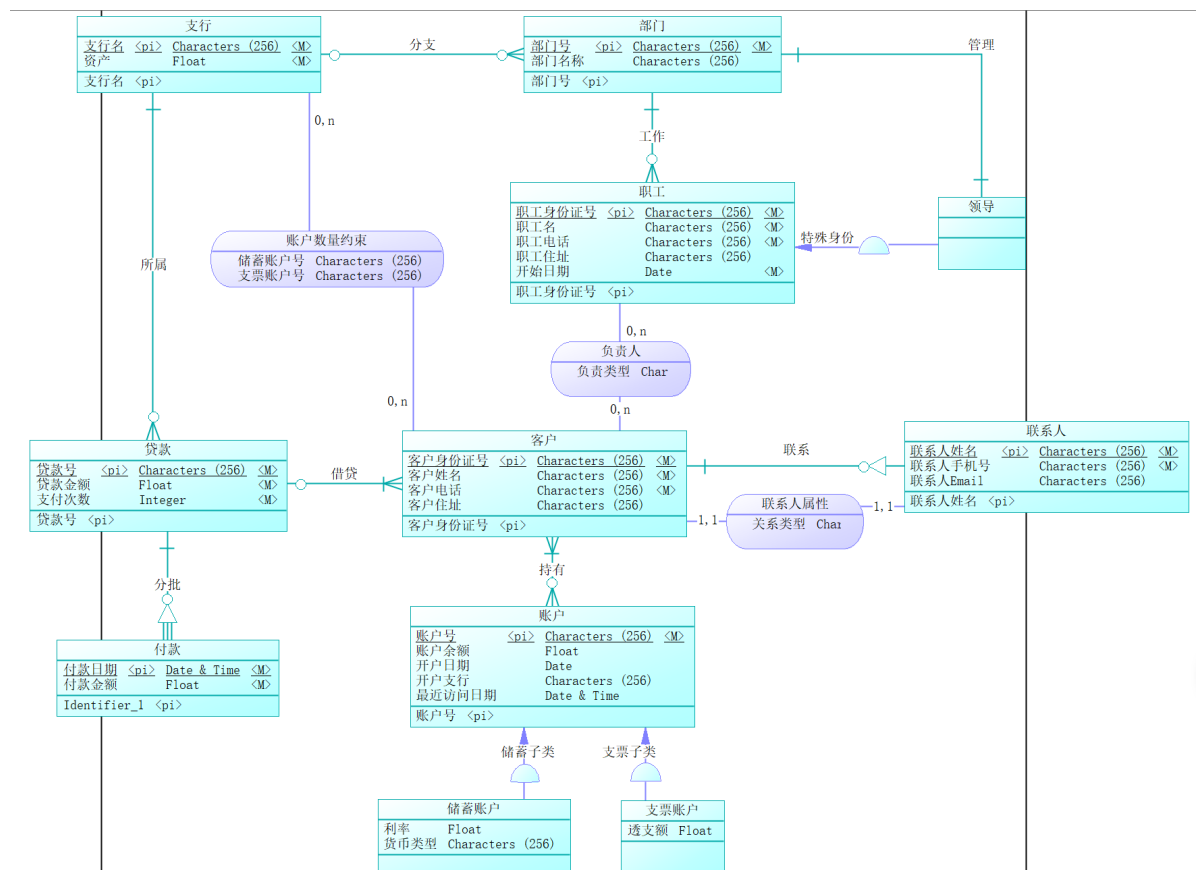 支行
支行名 <pi> Characters (256) <M>
资产 Float <M>
支行名 <pi>
分支
部门
部门号 <pi> Characters (256) <M>
部门名称 Characters (256)
部门号 <pi>
管理
0,n
工作
职工
职工身份证号 <pi> Characters (256) <M>
职工名 Characters (256) <M>
职工电话 Characters (256) <M>
职工住址 Characters (256)
开始日期 Date <M>
职工身份证号 <pi>
领导
特殊身份
账户数量约束
储蓄账户号 Characters (256)
支票账户号 Characters (256)
所属
0,n
负责人
负责类型 Char
0,n
0,n
贷款
贷款号 <pi> Characters (256) <M>
贷款金额 Float <M>
支付次数 Integer <M>
贷款号 <pi>
借贷
客户
客户身份证号 <pi> Characters (256) <M>
客户姓名 Characters (256) <M>
客户电话 Characters (256) <M>
客户住址 Characters (256)
客户身份证号 <pi>
联系
联系人
联系人姓名 <pi> Characters (256) <M>
联系人手机号 Characters (256) <M>
联系人Email Characters (256)
联系人姓名 <pi>
1,1
联系人属性
关系类型 Char
1,1
分批
持有
付款
付款日期 <pi> Date & Time <M>
付款金额 Float <M>
Identifier_1 <pi>
账户
账户号 <pi> Characters (256) <M>
账户余额 Float
开户日期 Date
开户支行 Characters (256)
最近访问日期 Date & Time
账户号 <pi>
储蓄子类
支票子类
储蓄账户
利率 Float
货币类型 Characters (256)
支票账户
透支额 Float